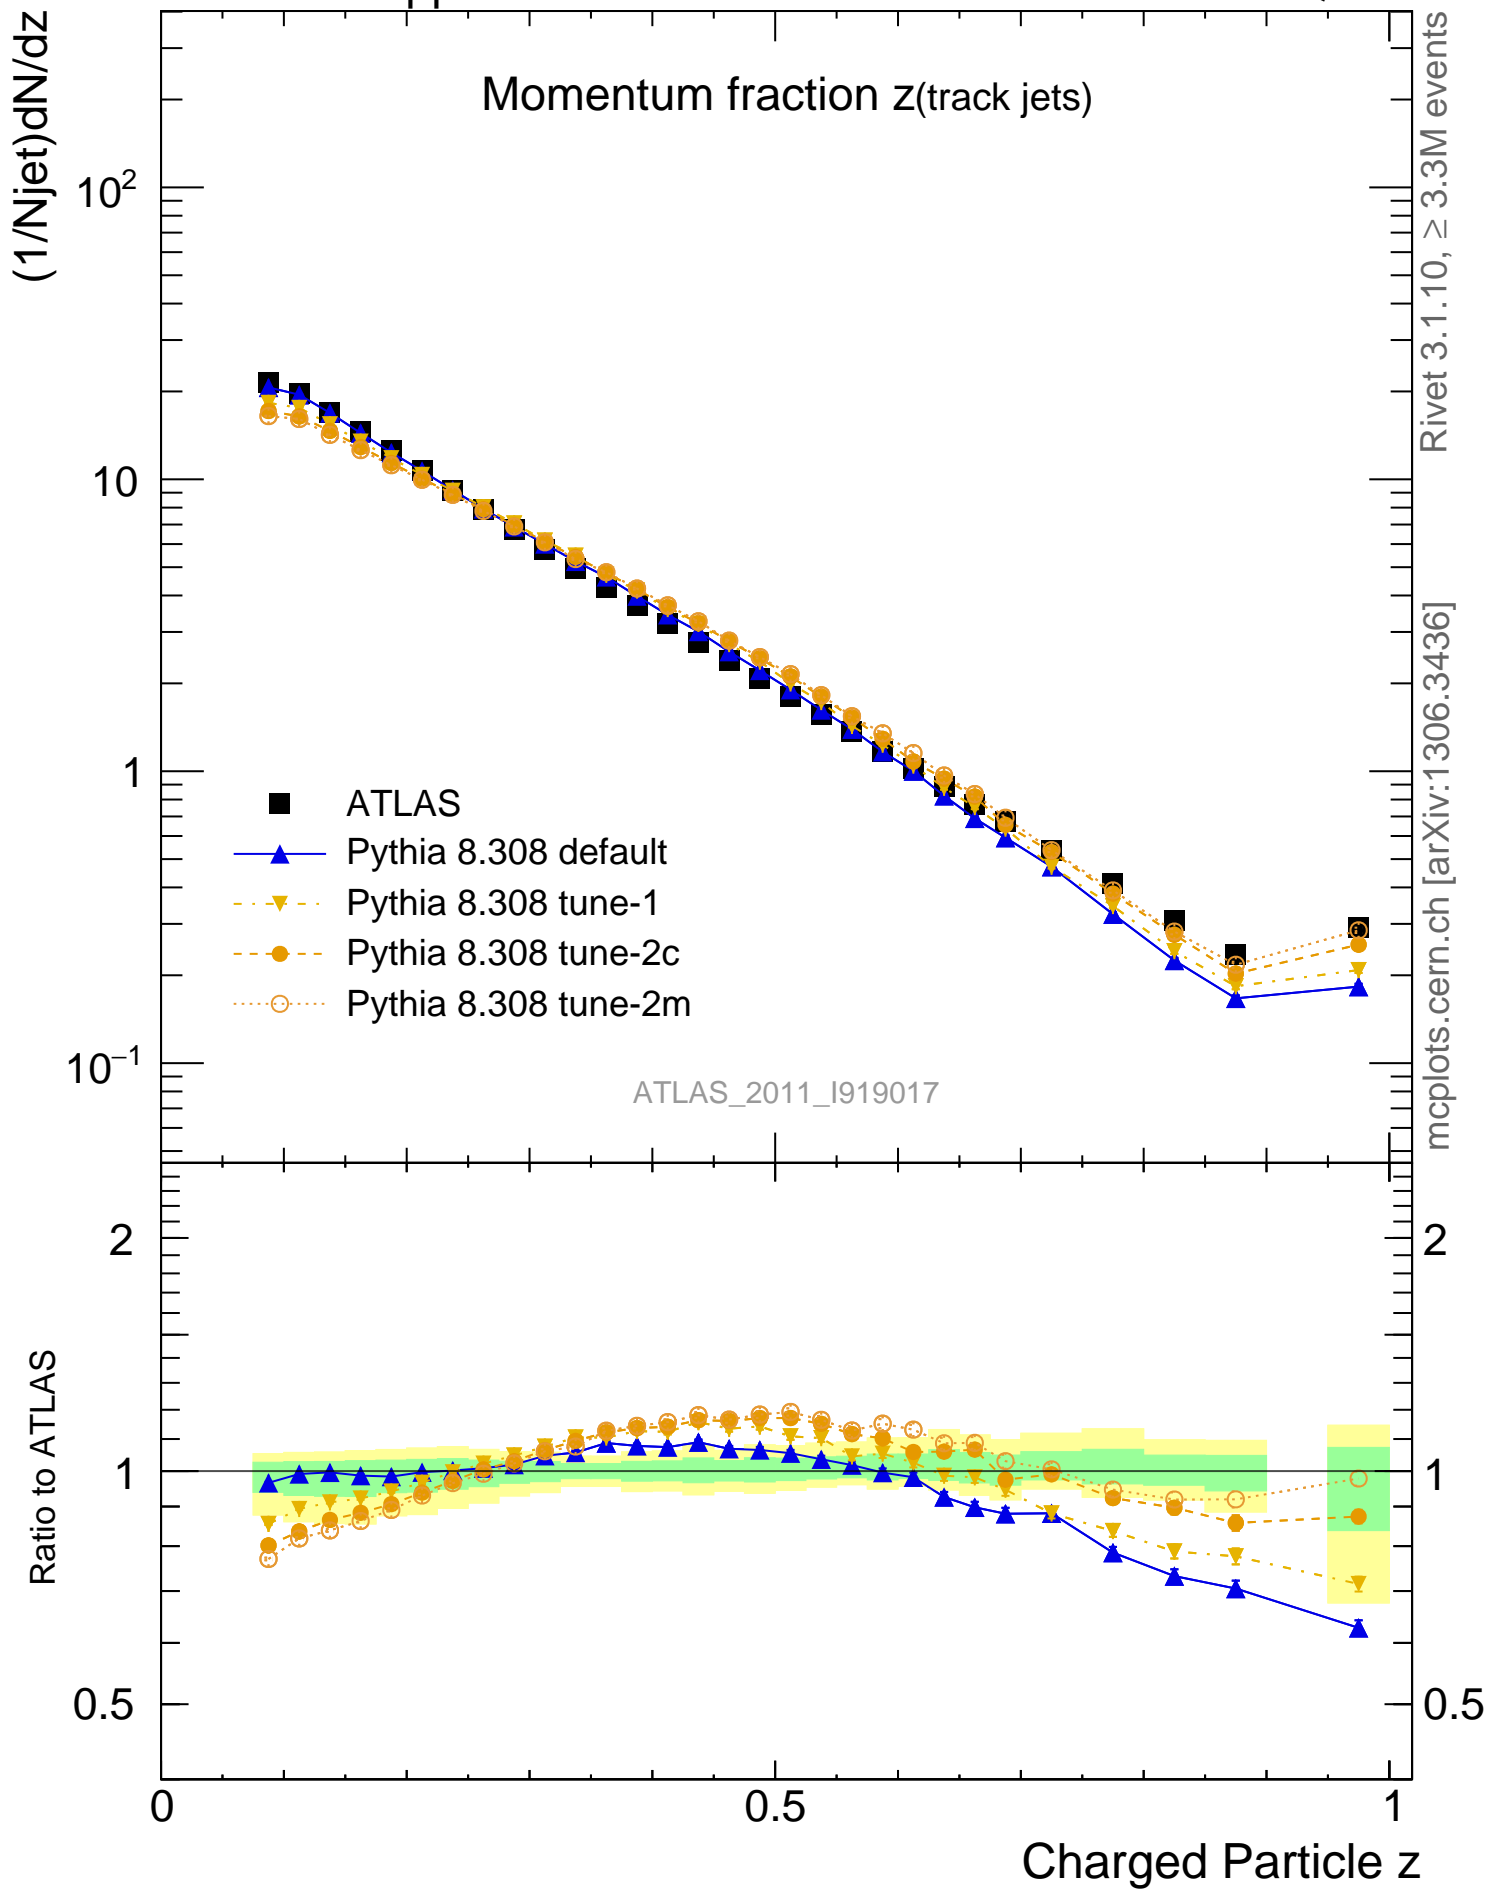 (1/Njet)dN/dz
Momentum fraction z(track jets)
10²
10
1
10⁻¹
ATLAS
Pythia 8.308 default
Pythia 8.308 tune-1
Pythia 8.308 tune-2c
Pythia 8.308 tune-2m
ATLAS_2011_I919017
Rivet 3.1.10, ≥ 3.3M events
mcplots.cern.ch [arXiv:1306.3436]
Ratio to ATLAS
2
1
0.5
2
1
0.5
0
0.5
1
Charged Particle z